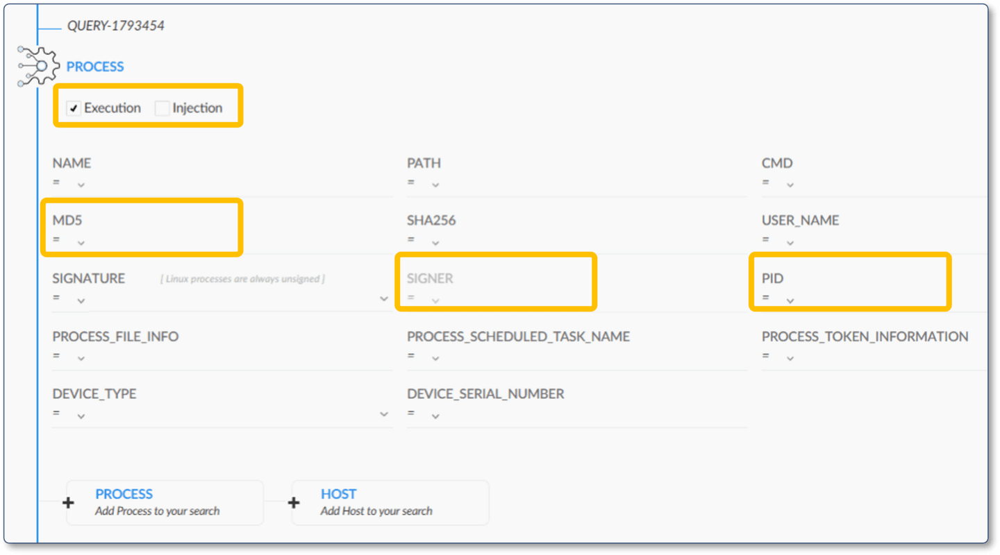 QUERY-1793454
PROCESS
✓ Execution Injection
NAME PATH CMD
= = =
MD5 SHA256 USER_NAME
= = =
SIGNATURE [ Linux processes are always unsigned ] SIGNER PID
= = =
PROCESS_FILE_INFO PROCESS_SCHEDULED_TASK_NAME PROCESS_TOKEN_INFORMATION
= = =
DEVICE_TYPE DEVICE_SERIAL_NUMBER
= =
+ PROCESS + HOST
Add Process to your search Add Host to your search